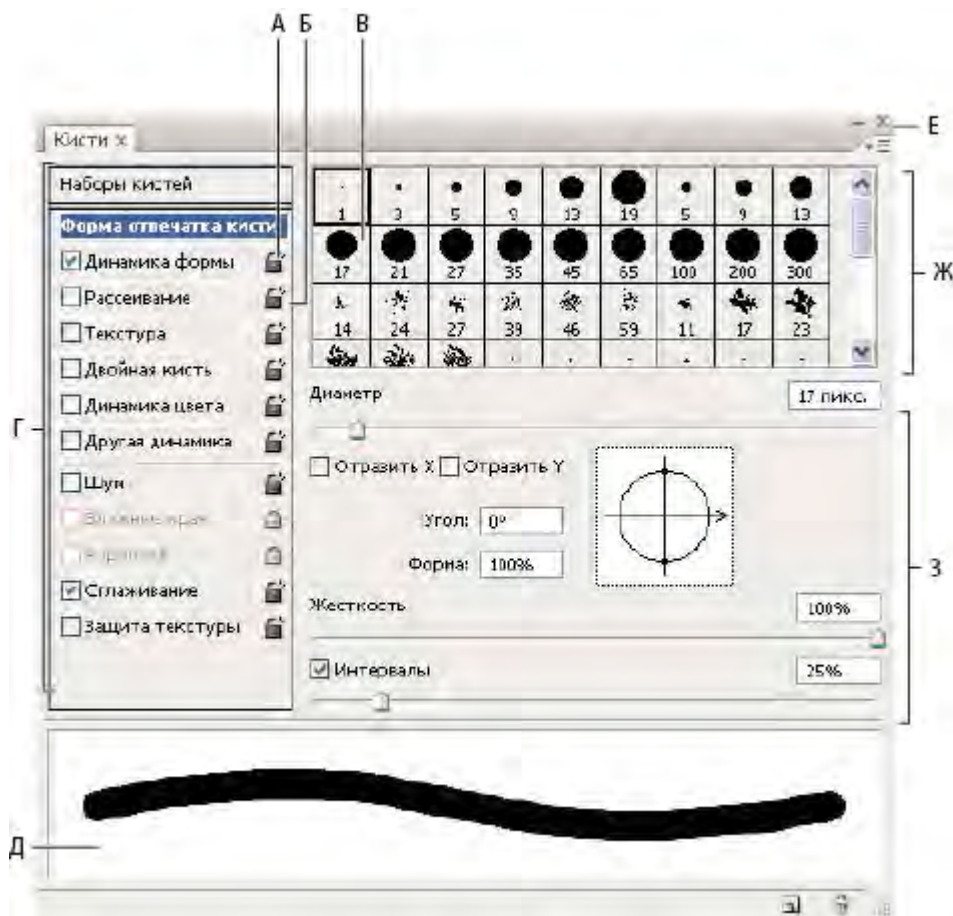 А Б В
Кисти x
Е
Наборы кистей
Форма отпечатка кисти
Динамика формы
Рассеивание
Текстура
Двойная кисть
Динамика цвета
Другая динамика
Шум
Сглаживание
Защита текстуры
Г
1 3 5 9 13 19 5 9 13
17 21 27 35 45 65 100 200 300
14 24 27 39 46 59 11 17 23
Ж
Диаметр 17 пикс.
Отразить X Отразить Y
Угол: 0°
Форма: 100%
Жесткость 100%
Интервалы 25%
З
Д